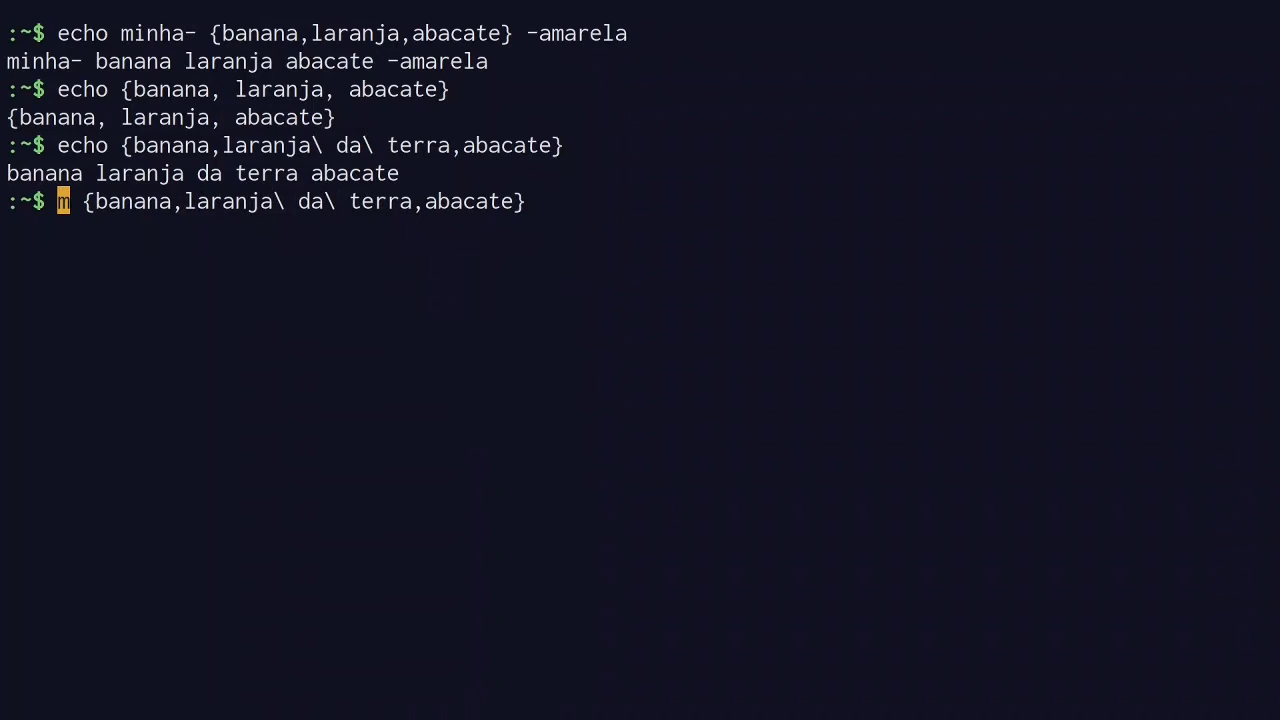 :~$ echo minha- {banana,laranja,abacate} -amarela
minha- banana laranja abacate -amarela
:~$ echo {banana, laranja, abacate}
{banana, laranja, abacate}
:~$ echo {banana,laranja\ da\ terra,abacate}
banana laranja da terra abacate
:~$ m {banana,laranja\ da\ terra,abacate}